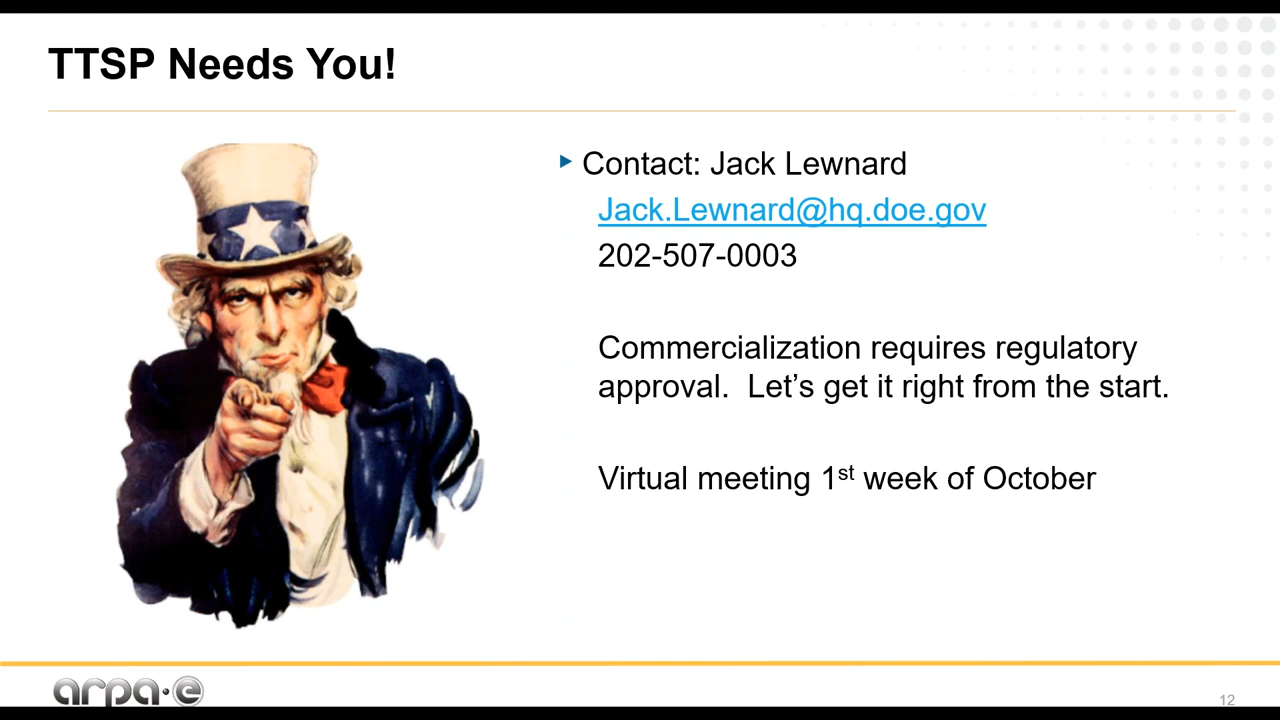 TTSP Needs You!
Contact: Jack Lewnard
Jack.Lewnard@hq.doe.gov
202-507-0003
Commercialization requires regulatory
approval.  Let's get it right from the start.
Virtual meeting 1st week of October
arpa·e
12